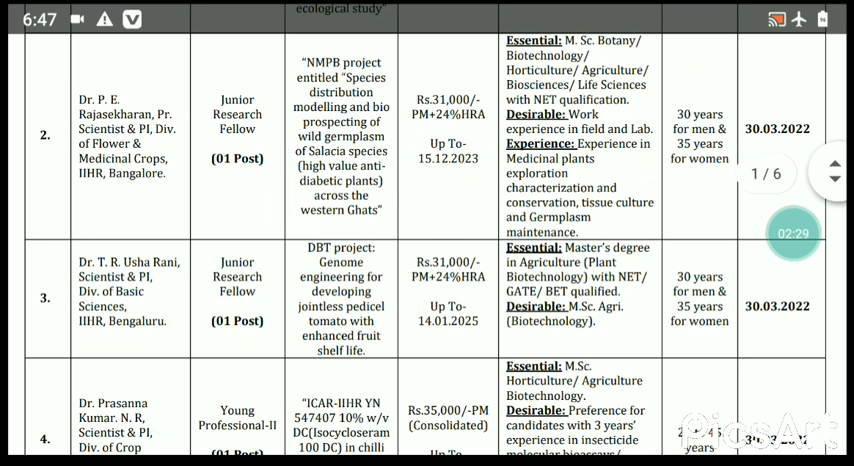 6:47
ecological study"
2.
Dr. P. E.
Rajasekharan, Pr.
Scientist & PI, Div.
of Flower &
Medicinal Crops,
IIHR, Bangalore.
Junior
Research
Fellow
(01 Post)
"NMPB project
entitled "Species
distribution
modelling and bio
prospecting of
wild germplasm
of Salacia species
(high value anti-
diabetic plants)
across the
western Ghats"
Rs.31,000/-
PM+24%HRA
Up To-
15.12.2023
Essential: M. Sc. Botany/
Biotechnology/
Horticulture/ Agriculture/
Biosciences/ Life Sciences
with NET qualification.
Desirable: Work
experience in field and Lab.
Experience: Experience in
Medicinal plants
exploration
characterization and
conservation, tissue culture
and Germplasm
maintenance.
30 years
for men &
35 years
for women
30.03.2022
1 / 6
02:29
3.
Dr. T. R. Usha Rani,
Scientist & PI,
Div. of Basic
Sciences,
IIHR, Bengaluru.
Junior
Research
Fellow
(01 Post)
DBT project:
Genome
engineering for
developing
jointless pedicel
tomato with
enhanced fruit
shelf life.
Rs.31,000/-
PM+24%HRA
Up To-
14.01.2025
Essential: Master's degree
in Agriculture (Plant
Biotechnology) with NET/
GATE/ BET qualified.
Desirable: M.Sc. Agri.
(Biotechnology).
30 years
for men &
35 years
for women
30.03.2022
4.
Dr. Prasanna
Kumar. N. R,
Scientist & PI,
Div. of Crop
Young
Professional-II
(01 Post)
"ICAR-IIHR YN
547407 10% w/v
DC(Isocycloseram
100 DC) in chilli
Rs.35,000/-PM
(Consolidated)
Up To
Essential: M.Sc.
Horticulture/ Agriculture
Biotechnology.
Desirable: Preference for
candidates with 3 years'
experience in insecticide
molecular bioassays/
years
PicsArt